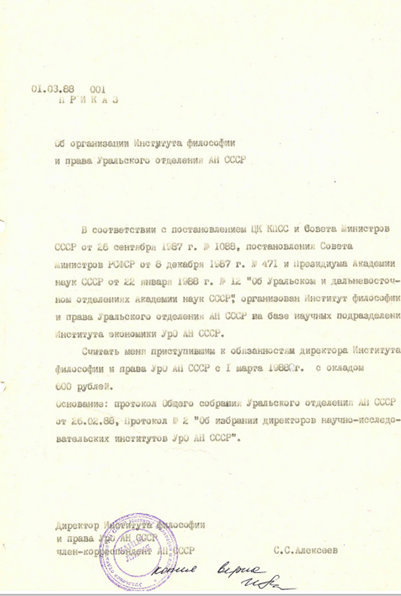 01.03.88 001
П Р И К А З
Об организации Института философии
и права Уральского отделения АН СССР
В соответствии с постановлением ЦК КПСС и Совета Министров
СССР от 26 сентября 1987 г. № 1088, постановления Совета
Министров РСФСР от 8 декабря 1987 г. № 471 и Президиума Академии
наук СССР от 22 января 1988 г. № 12 "Об Уральском и дальневосточ-
ном отделениях Академии наук СССР", организован Институт философии
и права Уральского отделения АН СССР на базе научных подразделени
Института экономики УрО АН СССР.
Считать меня приступившим к обязанностям директора Института
философии и права УрО АН СССР с I марта 1988г. с окладом
600 рублей.
Основание: протокол Общего собрания Уральского отделения АН СССР
от 26.02.88, Протокол № 2 "Об избрании директоров научно-исследо-
вательских институтов УрО АН СССР".
Директор Института философии
и права УрО АН СССР
член-корреспондент АН СССР С.С.Алексеев
копия верна